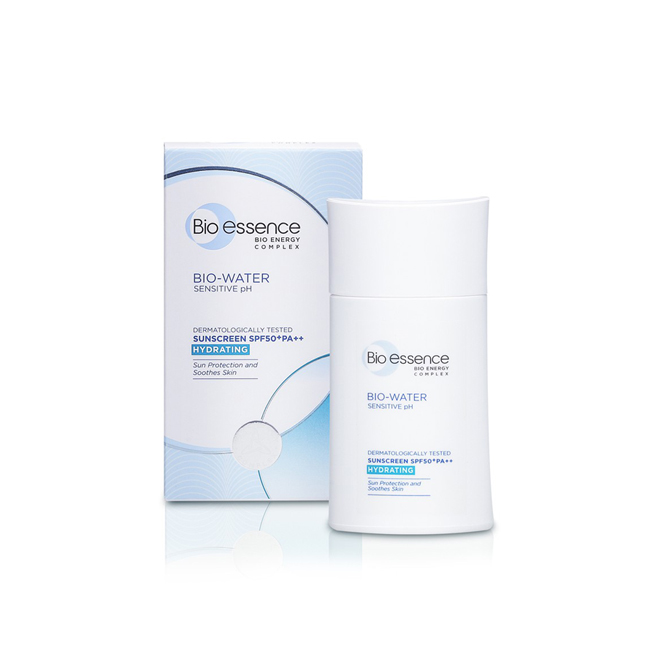 Bio essence
BIO ENERGY
COMPLEX
BIO-WATER
SENSITIVE pH
DERMATOLOGICALLY TESTED
SUNSCREEN SPF50+PA++
HYDRATING
Sun Protection and
Soothes Skin
Bio essence
BIO ENERGY
COMPLEX
BIO-WATER
SENSITIVE pH
DERMATOLOGICALLY TESTED
SUNSCREEN SPF50+PA++
HYDRATING
Sun Protection and
Soothes Skin